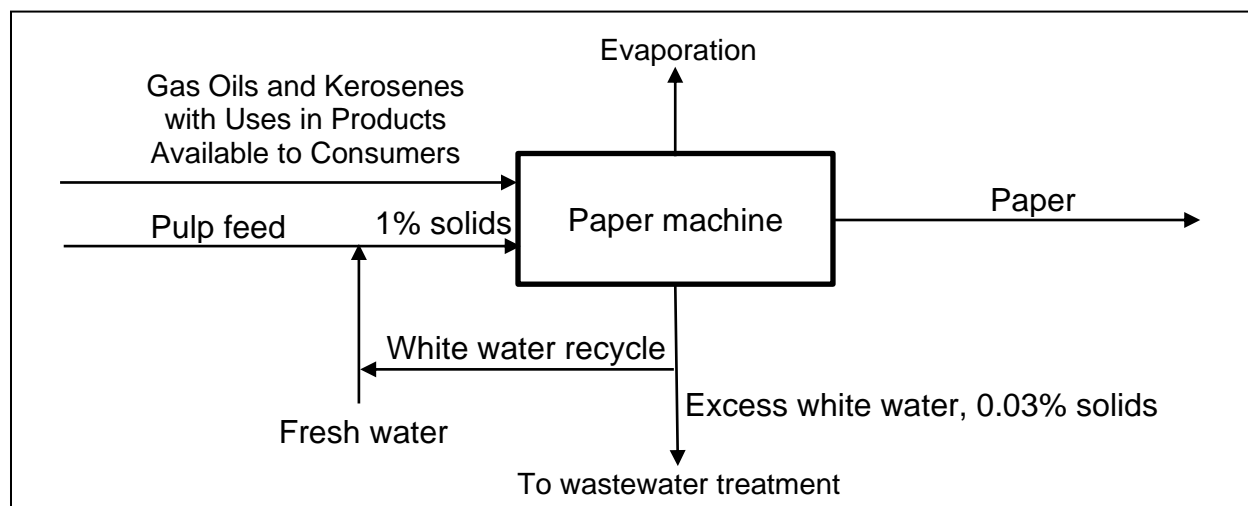 Evaporation
Gas Oils and Kerosenes
with Uses in Products
Available to Consumers
Pulp feed
1% solids
Paper machine
Paper
White water recycle
Fresh water
Excess white water, 0.03% solids
To wastewater treatment